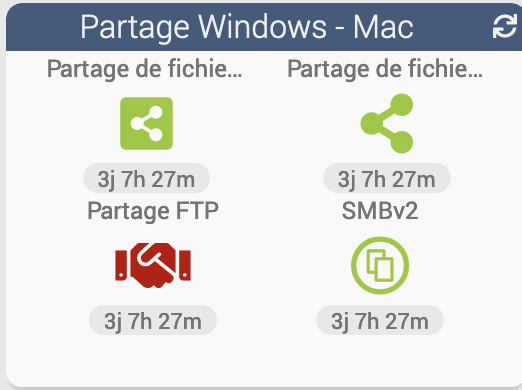 Partage Windows - Mac
Partage de fichie... Partage de fichie...
3j 7h 27m 3j 7h 27m
Partage FTP SMBv2
3j 7h 27m 3j 7h 27m